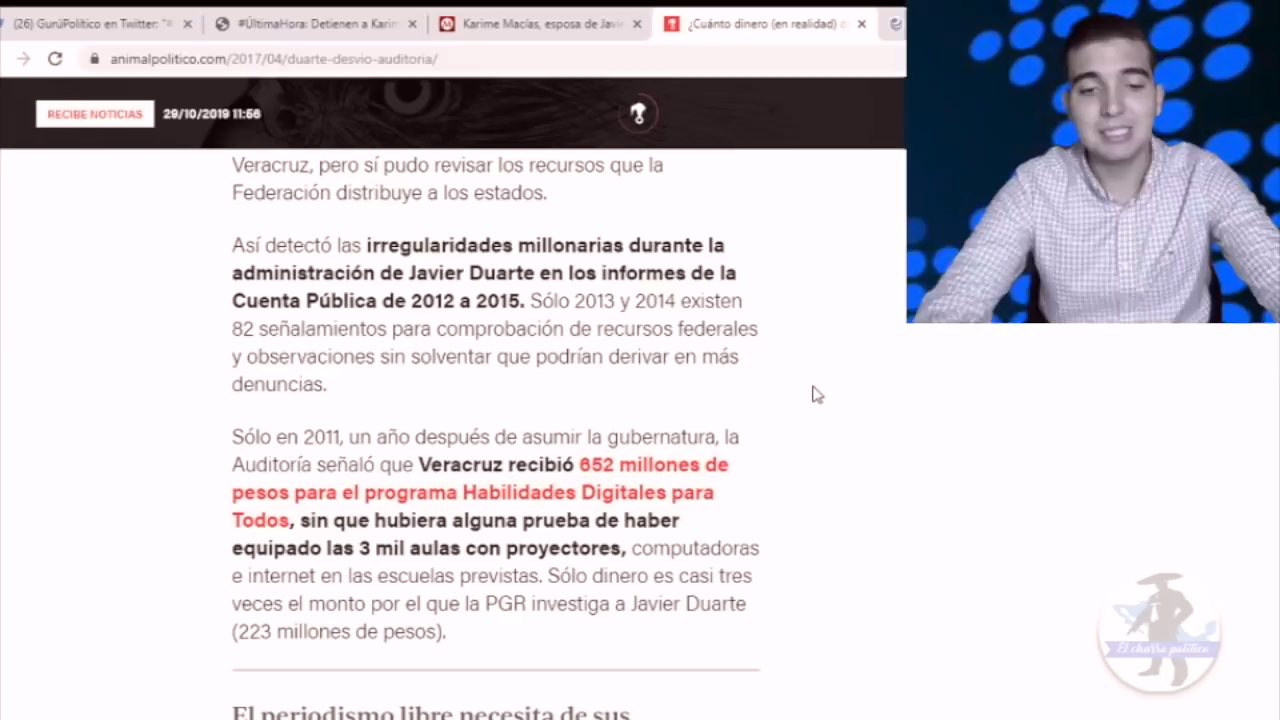 (26) GurúPolítico en Twitter: "#
#ÚltimaHora: Detienen a Karin
Karime Macías, esposa de Javi
¿Cuánto dinero (en realidad)
animalpolitico.com/2017/04/duarte-desvio-auditoria/
RECIBE NOTICIAS
29/10/2019 11:56
Veracruz, pero sí pudo revisar los recursos que la
Federación distribuye a los estados.
Así detectó las irregularidades millonarias durante la
administración de Javier Duarte en los informes de la
Cuenta Pública de 2012 a 2015. Sólo 2013 y 2014 existen
82 señalamientos para comprobación de recursos federales
y observaciones sin solventar que podrían derivar en más
denuncias.
Sólo en 2011, un año después de asumir la gubernatura, la
Auditoría señaló que Veracruz recibió 652 millones de
pesos para el programa Habilidades Digitales para
Todos, sin que hubiera alguna prueba de haber
equipado las 3 mil aulas con proyectores, computadoras
e internet en las escuelas previstas. Sólo dinero es casi tres
veces el monto por el que la PGR investiga a Javier Duarte
(223 millones de pesos).
El periodismo libre necesita de sus
El charro político